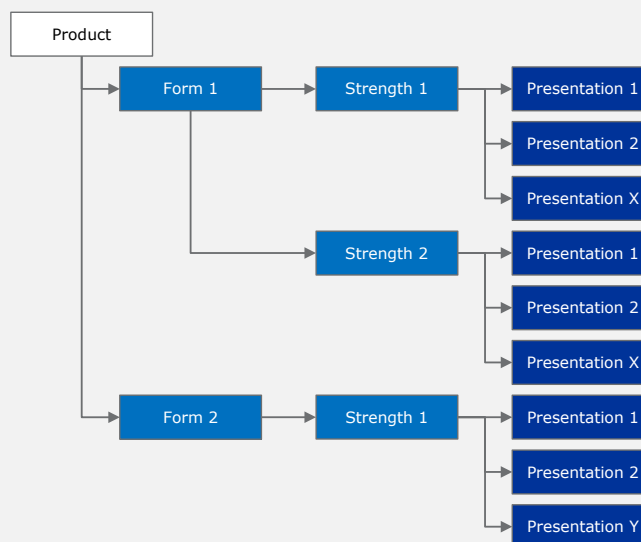 Product
Form 1
Strength 1
Presentation 1
Presentation 2
Presentation X
Strength 2
Presentation 1
Presentation 2
Presentation X
Form 2
Strength 1
Presentation 1
Presentation 2
Presentation Y